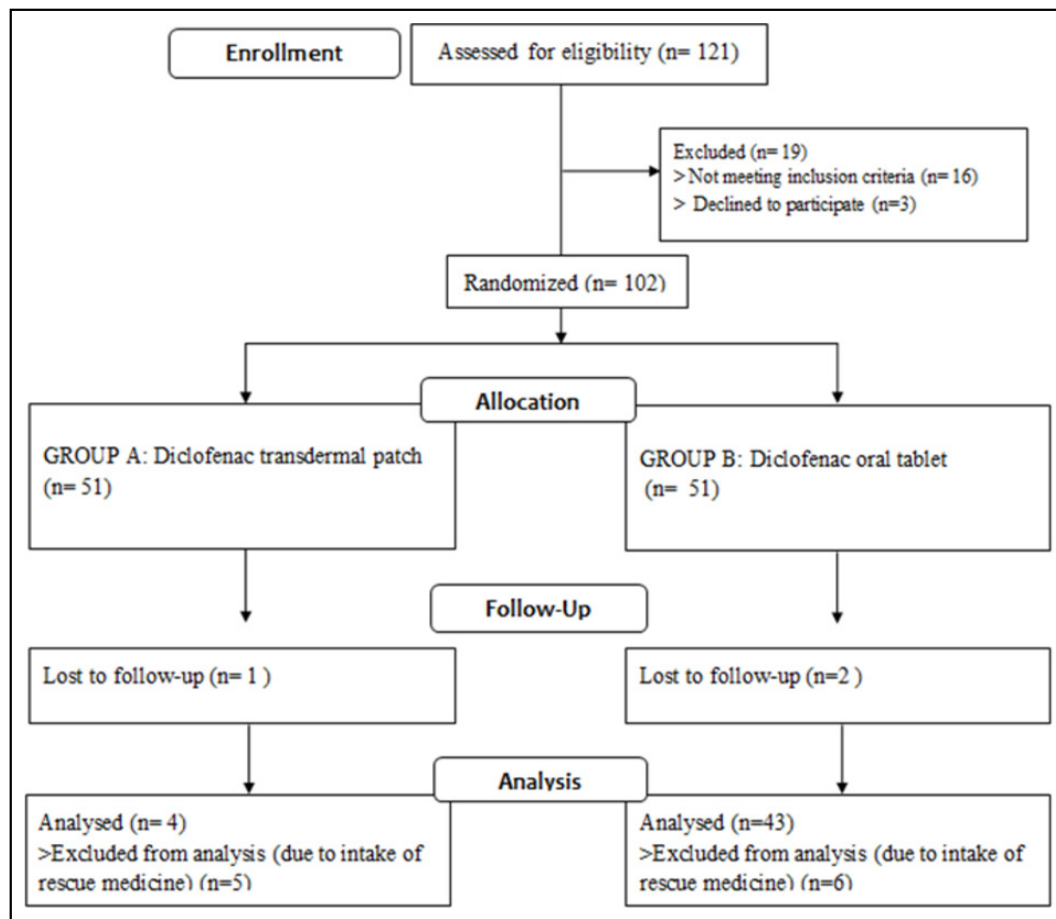 Enrollment
Assessed for eligibility (n= 121)
Excluded (n= 19)
>Not meeting inclusion criteria (n= 16)
> Declined to participate (n=3)
Randomized (n= 102)
Allocation
GROUP A: Diclofenac transdermal patch
(n= 51)
GROUP B: Diclofenac oral tablet
(n= 51)
Follow-Up
Lost to follow-up (n= 1 )
Lost to follow-up (n=2 )
Analysis
Analysed (n= 4)
>Excluded from analysis (due to intake of
rescue medicine) (n=5)
Analysed (n=43)
>Excluded from analysis (due to intake of
rescue medicine) (n=6)